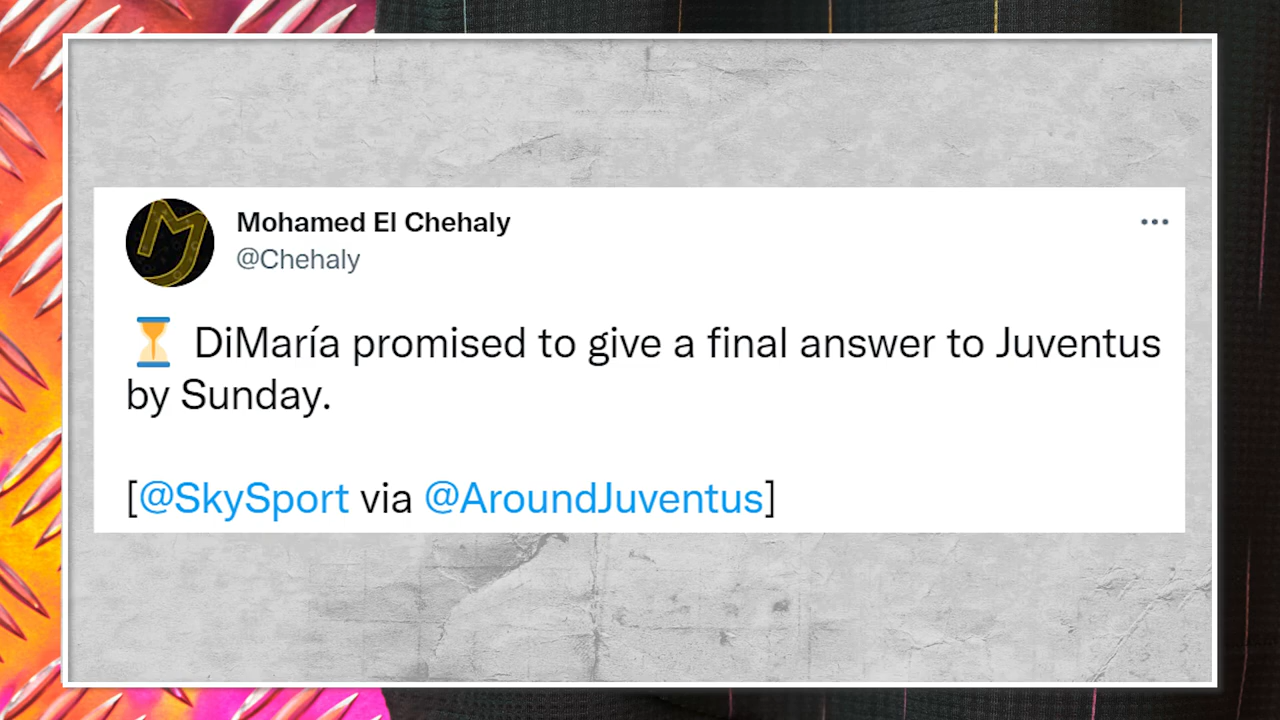 Mohamed El Chehaly
@Chehaly
⏳ DiMaría promised to give a final answer to Juventus
by Sunday.
[@SkySport via @AroundJuventus]